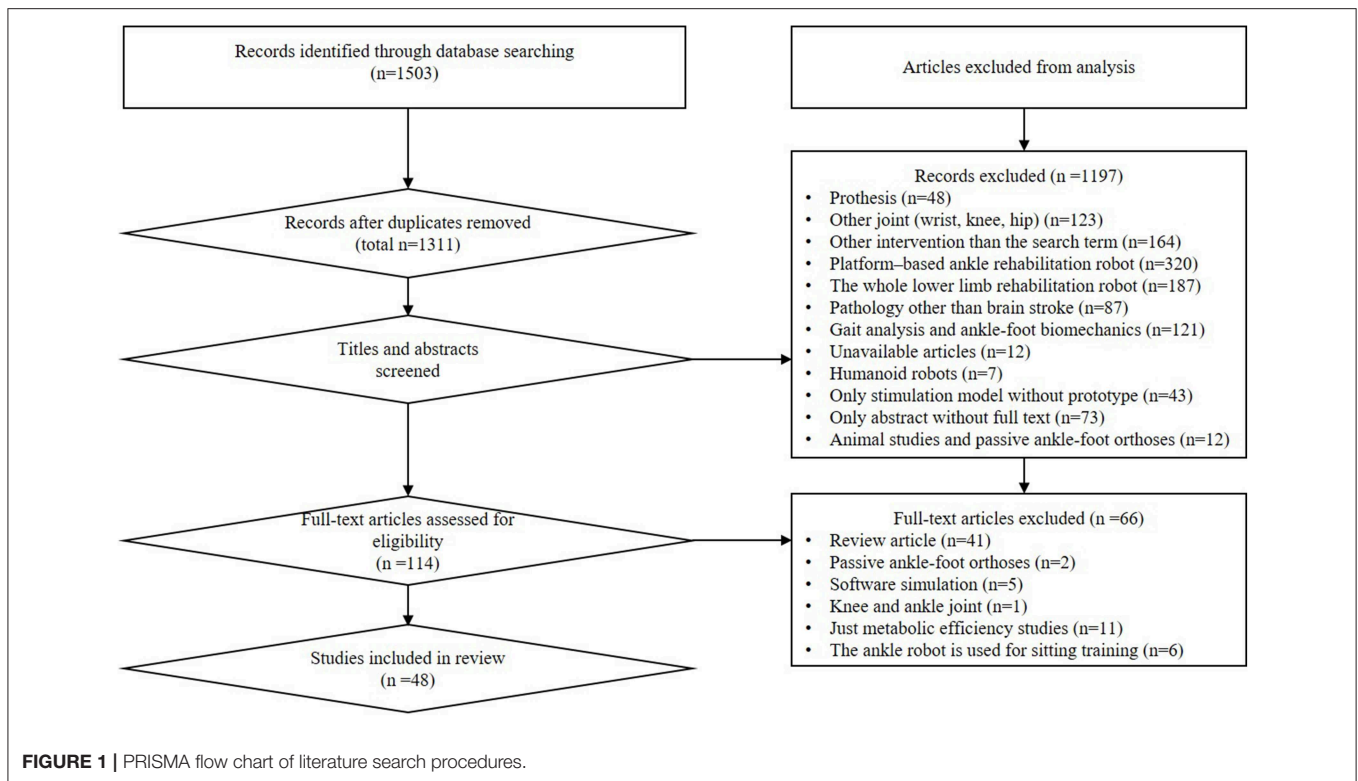 Records identified through database searching
(n=1503)
Articles excluded from analysis
Records after duplicates removed
(total n=1311)
Titles and abstracts
screened
Records excluded (n =1197)
• Prothesis (n=48)
• Other joint (wrist, knee, hip) (n=123)
• Other intervention than the search term (n=164)
• Platform–based ankle rehabilitation robot (n=320)
• The whole lower limb rehabilitation robot (n=187)
• Pathology other than brain stroke (n=87)
• Gait analysis and ankle-foot biomechanics (n=121)
• Unavailable articles (n=12)
• Humanoid robots (n=7)
• Only stimulation model without prototype (n=43)
• Only abstract without full text (n=73)
• Animal studies and passive ankle-foot orthoses (n=12)
Full-text articles assessed for
eligibility
(n =114)
Full-text articles excluded (n =66)
• Review article (n=41)
• Passive ankle-foot orthoses (n=2)
• Software simulation (n=5)
• Knee and ankle joint (n=1)
• Just metabolic efficiency studies (n=11)
• The ankle robot is used for sitting training (n=6)
Studies included in review
(n =48)
FIGURE 1 | PRISMA flow chart of literature search procedures.